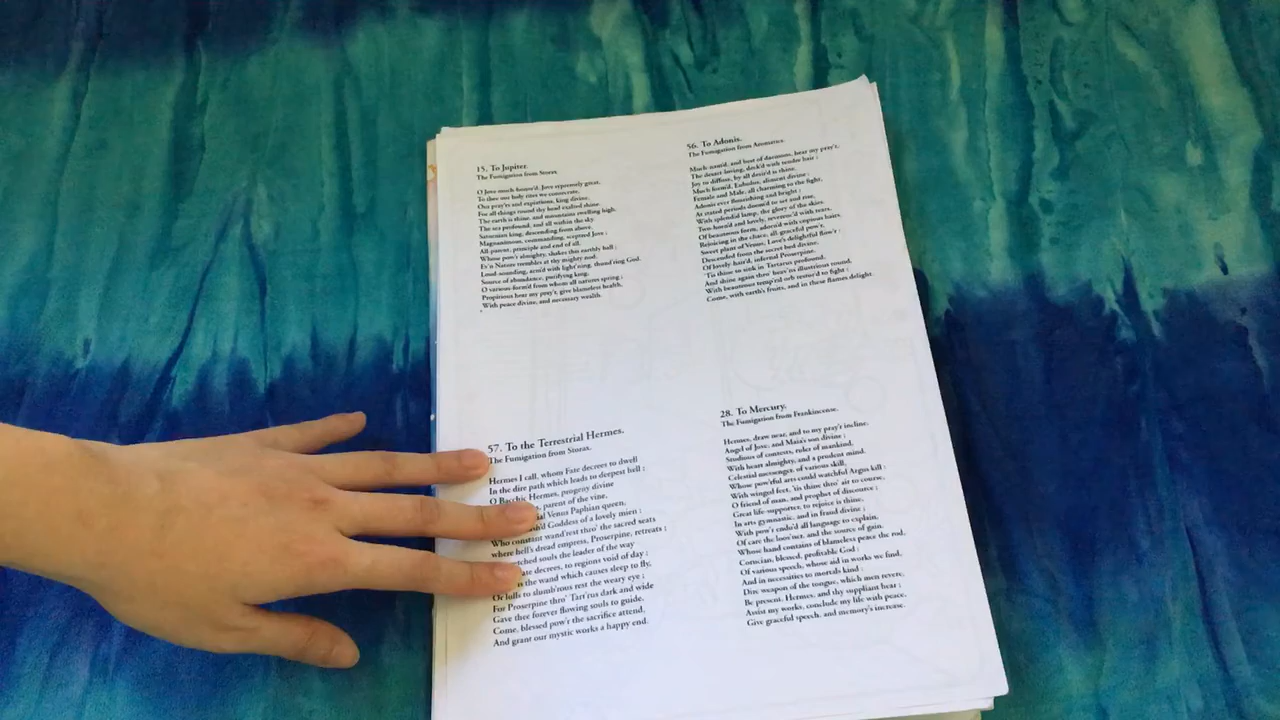 15. To Jupiter.
The Fumigation from Storax.
O Jove much-honor'd, Jove supremely great,
To thee our holy rites we consecrate,
Our pray'rs and expiations, king divine,
For all things round thy head exalted shine.
The earth is thine, and mountains swelling high,
The sea profound, and all within the sky.
Saturnian king, descending from above,
Magnanimous, commanding, sceptred Jove ;
All-parent, principle and end of all,
Whose pow'r almighty, shakes this earthly ball ;
Ev'n Nature trembles at thy mighty nod,
Loud-sounding, arm'd with light'ning, thund'ring God.
Source of abundance, purifying king,
O various-form'd from whom all natures spring ;
Propitious hear my pray'r, give blameless health,
With peace divine, and necessary wealth.
56. To Adonis.
The Fumigation from Aromatics.
Much-nam'd, and best of daemons, hear my pray'r,
The desart-loving, deck'd with tender hair ;
Joy to diffuse, by all desir'd is thine,
Much form'd, Eubulus, aliment divine ;
Female and Male, all charming to the sight,
Adonis ever flourishing and bright ;
At stated periods doom'd to set and rise,
With splendid lamp, the glory of the skies.
Two-horn'd and lovely, reverenc'd with tears,
Of beauteous form, adorn'd with copious hairs.
Rejoicing in the chace, all-graceful pow'r,
Sweet plant of Venus, Love's delightful flow'r :
Descended from the secret bed divine,
Of lovely-hair'd, infernal Proserpine.
'Tis thine to sink in Tartarus profound,
And shine again thro' heav'ns illustrious round,
With beauteous temp'ral orb restor'd to sight ;
Come, with earth's fruits, and in these flames delight.
57. To the Terrestrial Hermes.
The Fumigation from Storax.
Hermes I call, whom Fate decrees to dwell
In the dire path which leads to deepest hell ;
O Bacchic Hermes, progeny divine
parent of the vine,
Venus Paphian queen,
Goddess of a lovely mien ;
Who constant wand'rest thro' the sacred seats
where hell's dread empress, Proserpine, retreats ;
souls the leader of the way
decrees, to regions void of day ;
the wand which causes sleep to fly,
Or lulls to slumb'rous rest the weary eye ;
For Proserpine thro' Tart'rus dark and wide
Gave thee forever flowing souls to guide.
Come, blessed pow'r the sacrifice attend,
And grant our mystic works a happy end.
28. To Mercury.
The Fumigation from Frankincense.
Hermes, draw near, and to my pray'r incline,
Angel of Jove, and Maia's son divine ;
Studious of contests, ruler of mankind,
With heart almighty, and a prudent mind.
Celestial messenger, of various skill,
Whose pow'rful arts could watchful Argus kill :
With winged feet, 'tis thine thro' air to course,
O friend of man, and prophet of discourse ;
Great life-supporter, to rejoice is thine,
In arts gymnastic, and in fraud divine ;
With pow'r endu'd all language to explain,
Of care the loos'ner, and the source of gain.
Whose hand contains of blameless peace the rod,
Corucian, blessed, profitable God ;
Of various speech, whose aid in works we find,
And in necessities to mortals kind :
Dire weapon of the tongue, which men revere,
Be present, Hermes, and thy suppliant hear ;
Assist my works, conclude my life with peace,
Give graceful speech, and memory's increase.